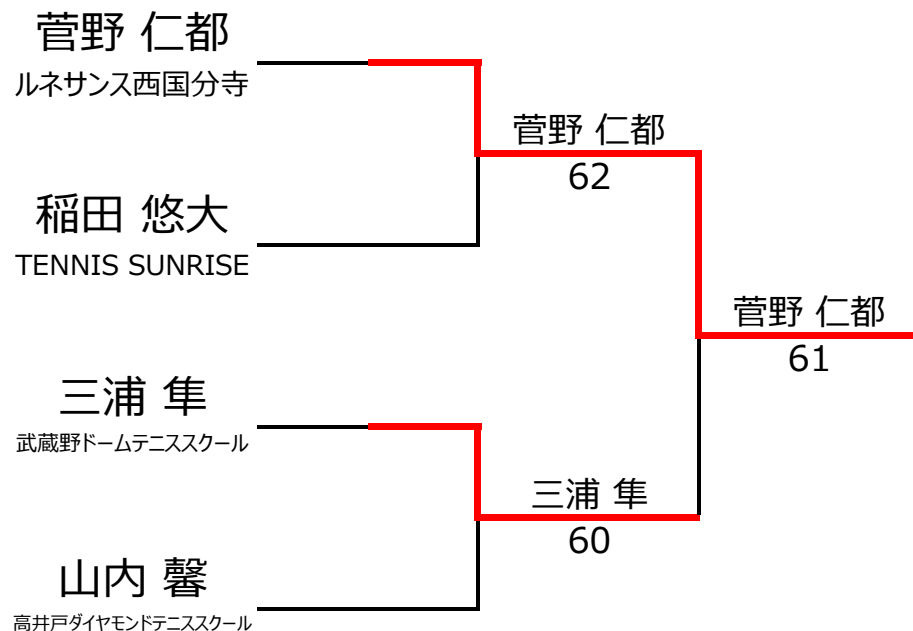 菅野 仁都
ルネサンス西国分寺
菅野 仁都
62
稲田 悠大
TENNIS SUNRISE
菅野 仁都
61
三浦 隼
武蔵野ドームテニススクール
三浦 隼
60
山内 馨
高井戸ダイヤモンドテニススクール